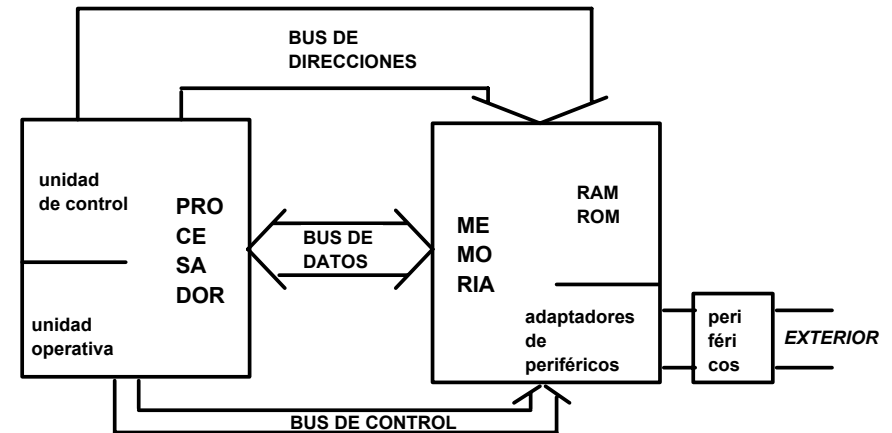 BUS DE
DIRECCIONES
unidad
de control
PRO
CE
SA
DOR
unidad
operativa
BUS DE
DATOS
ME
MO
RIA
RAM
ROM
adaptadores
de
periféricos
peri
féri
cos
EXTERIOR
BUS DE CONTROL